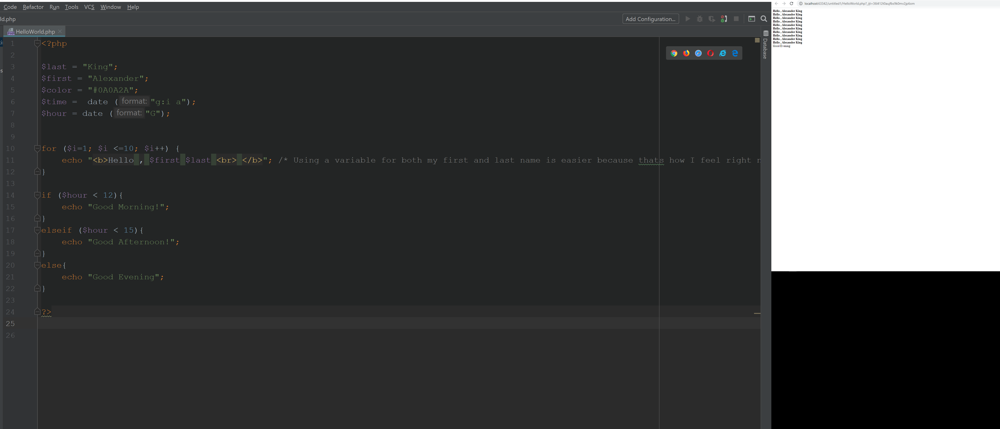 Code Refactor Run Tools VCS Window Help
ld.php
Add Configuration...
HelloWorld.php
1 <?php
2
3 $last = "King";
4 $first = "Alexander";
5 $color = "#0A0A2A";
6 $time =  date ( format: "g:i a");
7 $hour = date ( format: "G");
8
9
10 for ($i=1; $i <=10; $i++) {
11     echo "<b>Hello , $first $last <br> </b>"; /* Using a variable for both my first and last name is easier because thats how I feel right
12 }
13
14 if ($hour < 12){
15     echo "Good Morning!";
16 }
17 elseif ($hour < 15){
18     echo "Good Afternoon!";
19 }
20 else{
21     echo "Good Evening";
22 }
23
24 ?>
25
26
Database
localhost:63342/untitled1/HelloWorld.php?_ijt=36l412t0aujfbs9k0mv2jp6om
Hello , Alexander King
Hello , Alexander King
Hello , Alexander King
Hello , Alexander King
Hello , Alexander King
Hello , Alexander King
Hello , Alexander King
Hello , Alexander King
Hello , Alexander King
Hello , Alexander King
Good Evening